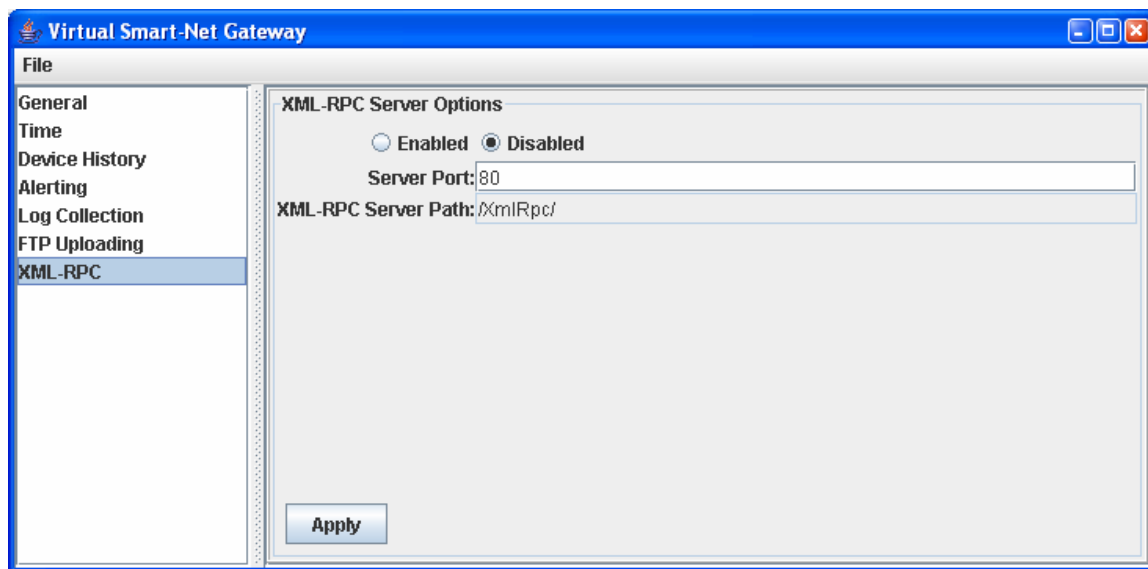 Virtual Smart-Net Gateway
File
General
Time
Device History
Alerting
Log Collection
FTP Uploading
XML-RPC
XML-RPC Server Options
Enabled Disabled
Server Port: 80
XML-RPC Server Path: /XmlRpc/
Apply